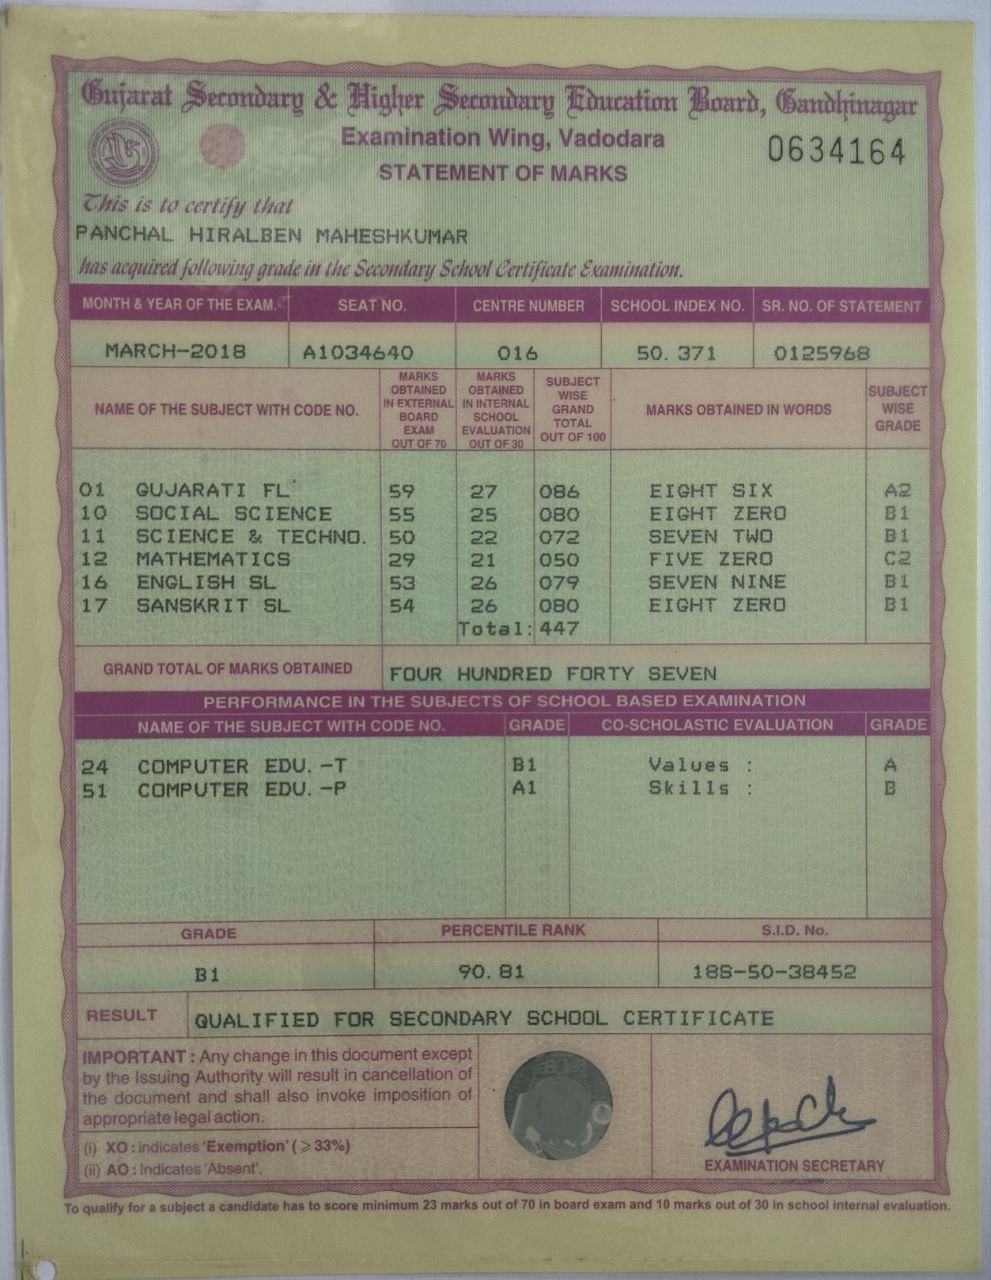 Gujarat Secondary & Higher Secondary Education Board, Gandhinagar
Examination Wing, Vadodara
0634164
STATEMENT OF MARKS
This is to certify that
PANCHAL HIRALBEN MAHESHKUMAR
has acquired following grade in the Secondary School Certificate Examination.
MONTH & YEAR OF THE EXAM. SEAT NO. CENTRE NUMBER SCHOOL INDEX NO. SR. NO. OF STATEMENT
MARCH-2018 A1034640 016 50. 371 0125968
NAME OF THE SUBJECT WITH CODE NO. MARKS OBTAINED IN EXTERNAL BOARD EXAM OUT OF 70 MARKS OBTAINED IN INTERNAL SCHOOL EVALUATION OUT OF 30 SUBJECT WISE GRAND TOTAL OUT OF 100 MARKS OBTAINED IN WORDS SUBJECT WISE GRADE
01 GUJARATI FL 59 27 086 EIGHT SIX A2
10 SOCIAL SCIENCE 55 25 080 EIGHT ZERO B1
11 SCIENCE & TECHNO. 50 22 072 SEVEN TWO B1
12 MATHEMATICS 29 21 050 FIVE ZERO C2
16 ENGLISH SL 53 26 079 SEVEN NINE B1
17 SANSKRIT SL 54 26 080 EIGHT ZERO B1
Total: 447
GRAND TOTAL OF MARKS OBTAINED FOUR HUNDRED FORTY SEVEN
PERFORMANCE IN THE SUBJECTS OF SCHOOL BASED EXAMINATION
NAME OF THE SUBJECT WITH CODE NO. GRADE CO-SCHOLASTIC EVALUATION GRADE
24 COMPUTER EDU. -T B1 Values : A
51 COMPUTER EDU. -P A1 Skills : B
GRADE PERCENTILE RANK S.I.D. No.
B1 90. 81 18S-50-38452
RESULT QUALIFIED FOR SECONDARY SCHOOL CERTIFICATE
IMPORTANT : Any change in this document except
by the Issuing Authority will result in cancellation of
the document and shall also invoke imposition of
appropriate legal action.
(i) XO : indicates 'Exemption' (⩾33%)
(ii) AO : Indicates 'Absent'.
EXAMINATION SECRETARY
To qualify for a subject a candidate has to score minimum 23 marks out of 70 in board exam and 10 marks out of 30 in school internal evaluation.